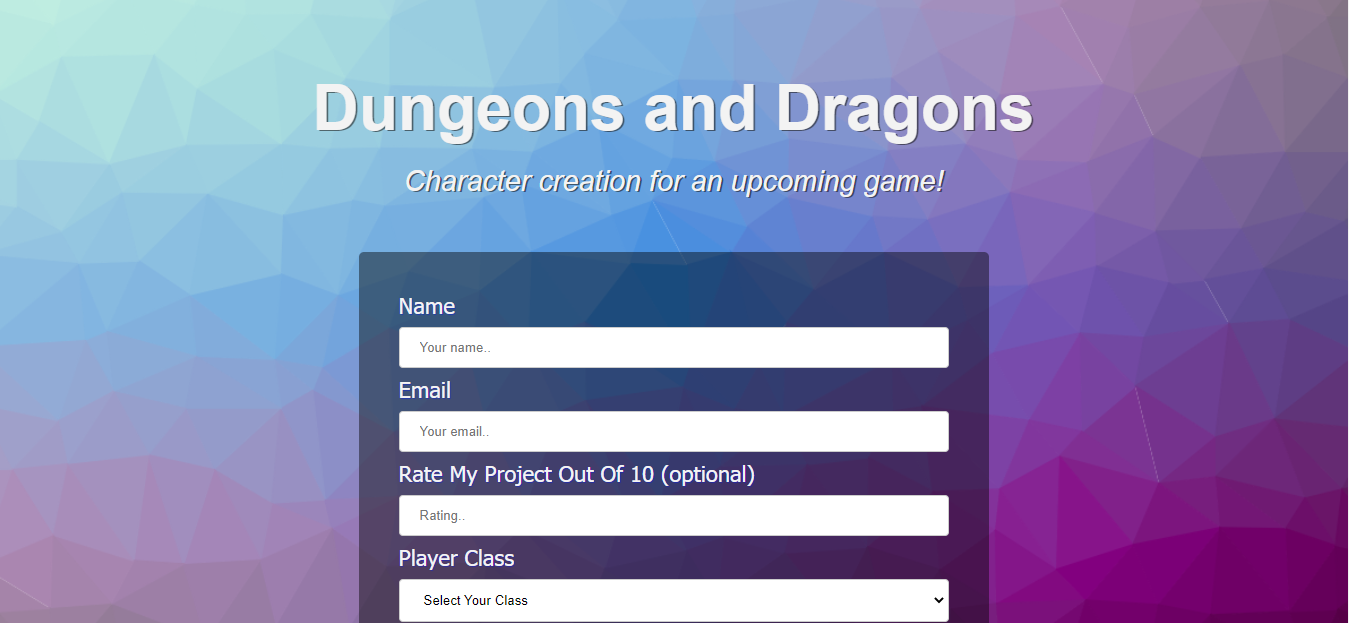 Dungeons and Dragons
Character creation for an upcoming game!
Name
Your name..
Email
Your email..
Rate My Project Out Of 10 (optional)
Rating..
Player Class
Select Your Class